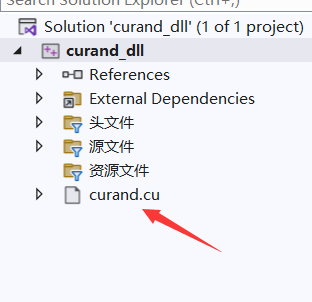 Search Solution Explorer (Ctrl+;)
Solution 'curand_dll' (1 of 1 project)
curand_dll
References
External Dependencies
头文件
源文件
资源文件
curand.cu